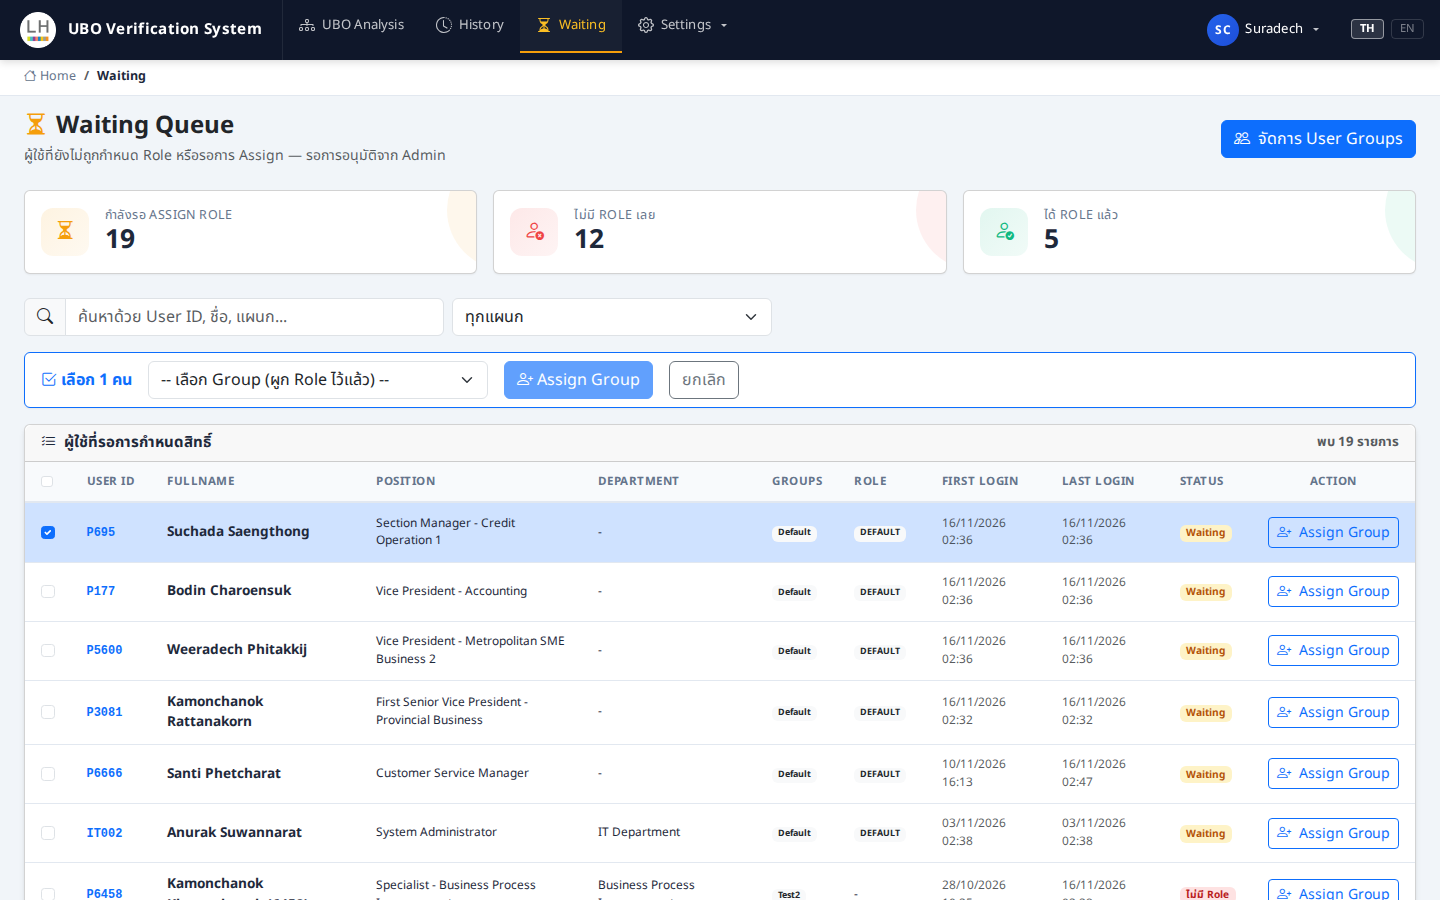 LH UBO Verification System UBO Analysis History Waiting Settings SC Suradech TH EN
Home / Waiting
Waiting Queue
ผู้ใช้ที่ยังไม่ถูกกำหนด Role หรือรอการ Assign — รอการอนุมัติจาก Admin
จัดการ User Groups
กำลังรอ ASSIGN ROLE
19
ไม่มี ROLE เลย
12
ได้ ROLE แล้ว
5
ค้นหาด้วย User ID, ชื่อ, แผนก...
ทุกแผนก
เลือก 1 คน
-- เลือก Group (ผูก Role ไว้แล้ว) --
Assign Group
ยกเลิก
ผู้ใช้ที่รอการกำหนดสิทธิ์
พบ 19 รายการ
USER ID FULLNAME POSITION DEPARTMENT GROUPS ROLE FIRST LOGIN LAST LOGIN STATUS ACTION
P695 Suchada Saengthong Section Manager - Credit Operation 1 - Default DEFAULT 16/11/2026 02:36 16/11/2026 02:36 Waiting Assign Group
P177 Bodin Charoensuk Vice President - Accounting - Default DEFAULT 16/11/2026 02:36 16/11/2026 02:36 Waiting Assign Group
P5600 Weeradech Phitakkij Vice President - Metropolitan SME Business 2 - Default DEFAULT 16/11/2026 02:36 16/11/2026 02:36 Waiting Assign Group
P3081 Kamonchanok Rattanakorn First Senior Vice President - Provincial Business - Default DEFAULT 16/11/2026 02:32 16/11/2026 02:32 Waiting Assign Group
P6666 Santi Phetcharat Customer Service Manager - Default DEFAULT 10/11/2026 16:13 16/11/2026 02:47 Waiting Assign Group
IT002 Anurak Suwannarat System Administrator IT Department Default DEFAULT 03/11/2026 02:38 03/11/2026 02:38 Waiting Assign Group
P6458 Kamonchanok Specialist - Business Process Business Process Test2 - 28/10/2026 16/11/2026 ไม่มี Role Assign Group